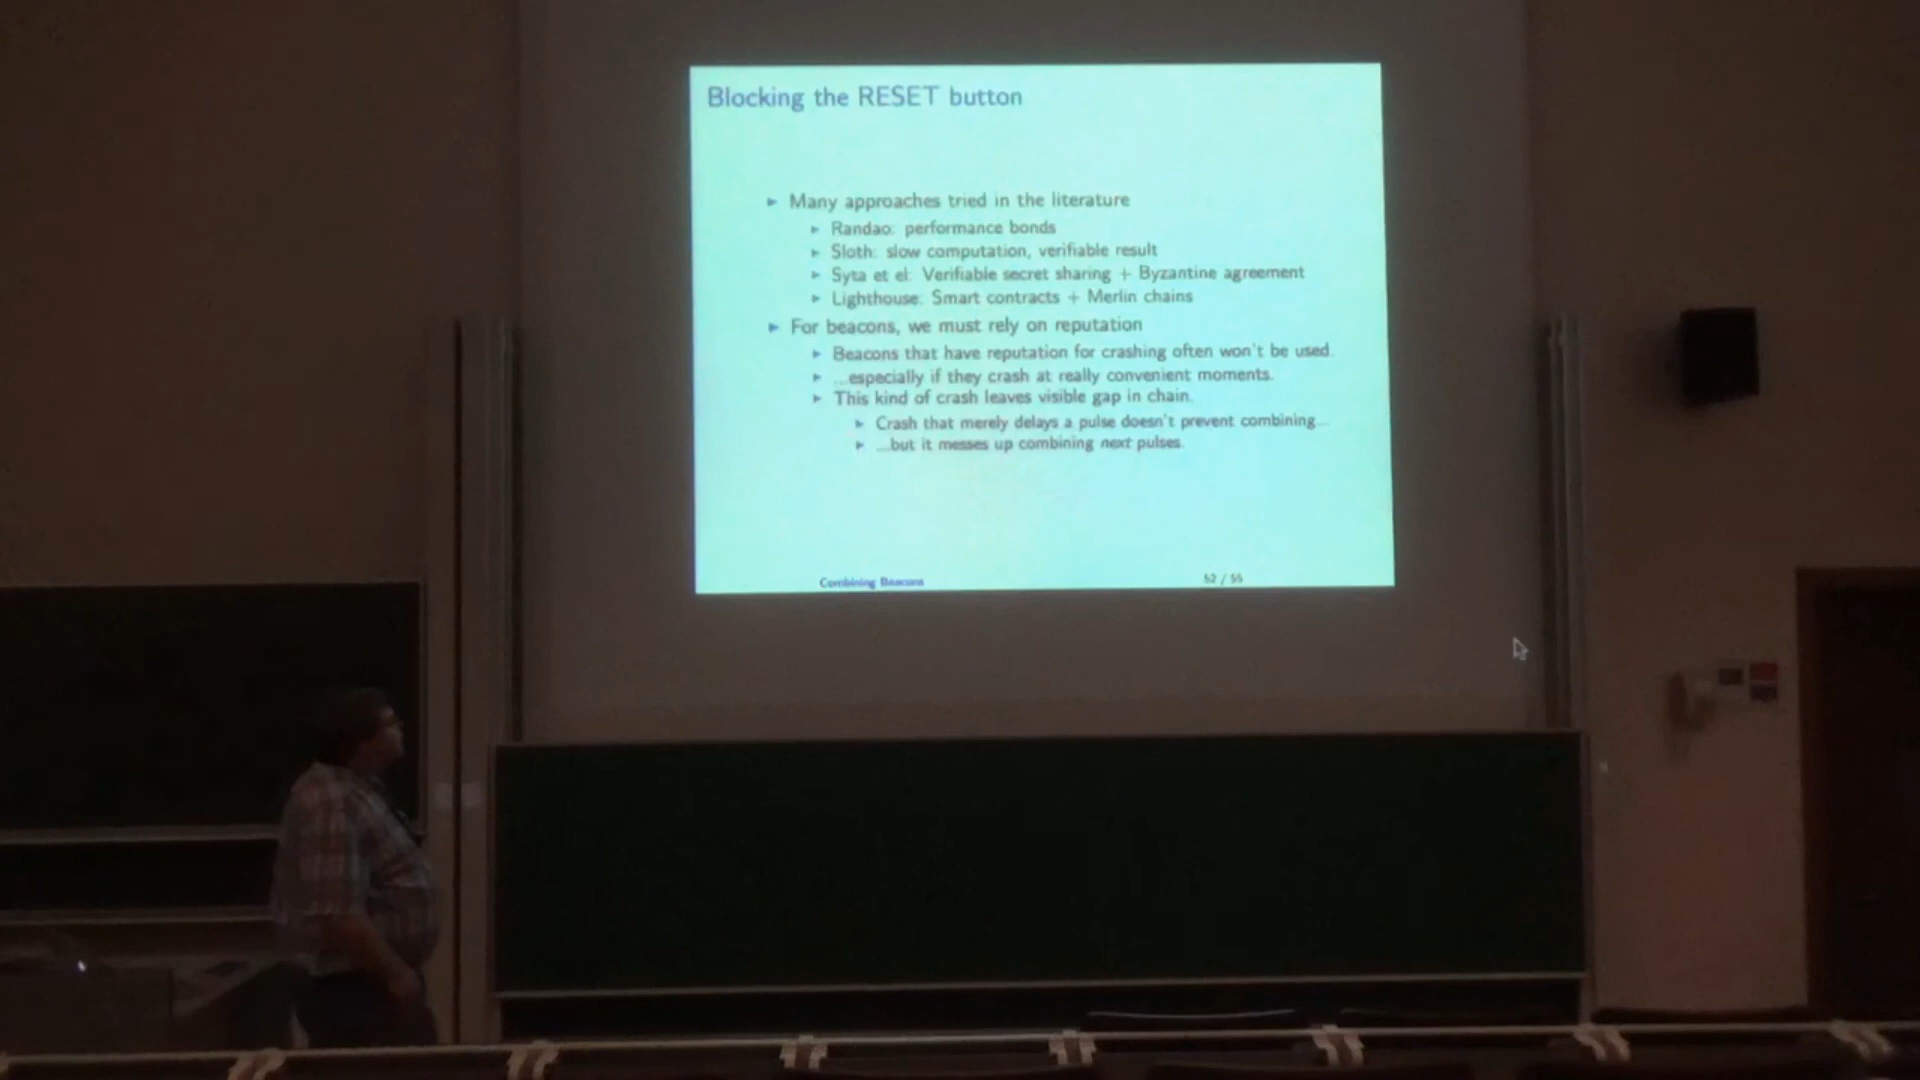 Blocking the RESET button
Many approaches tried in the literature
Randao: performance bonds
Sloth: slow computation, verifiable result
Syta et el: Verifiable secret sharing + Byzantine agreement
Lighthouse: Smart contracts + Merlin chains
For beacons, we must rely on reputation
Beacons that have reputation for crashing often won't be used.
...especially if they crash at really convenient moments.
This kind of crash leaves visible gap in chain.
Crash that merely delays a pulse doesn't prevent combining...
...but it messes up combining next pulses.
Combining Beacons
52 / 55